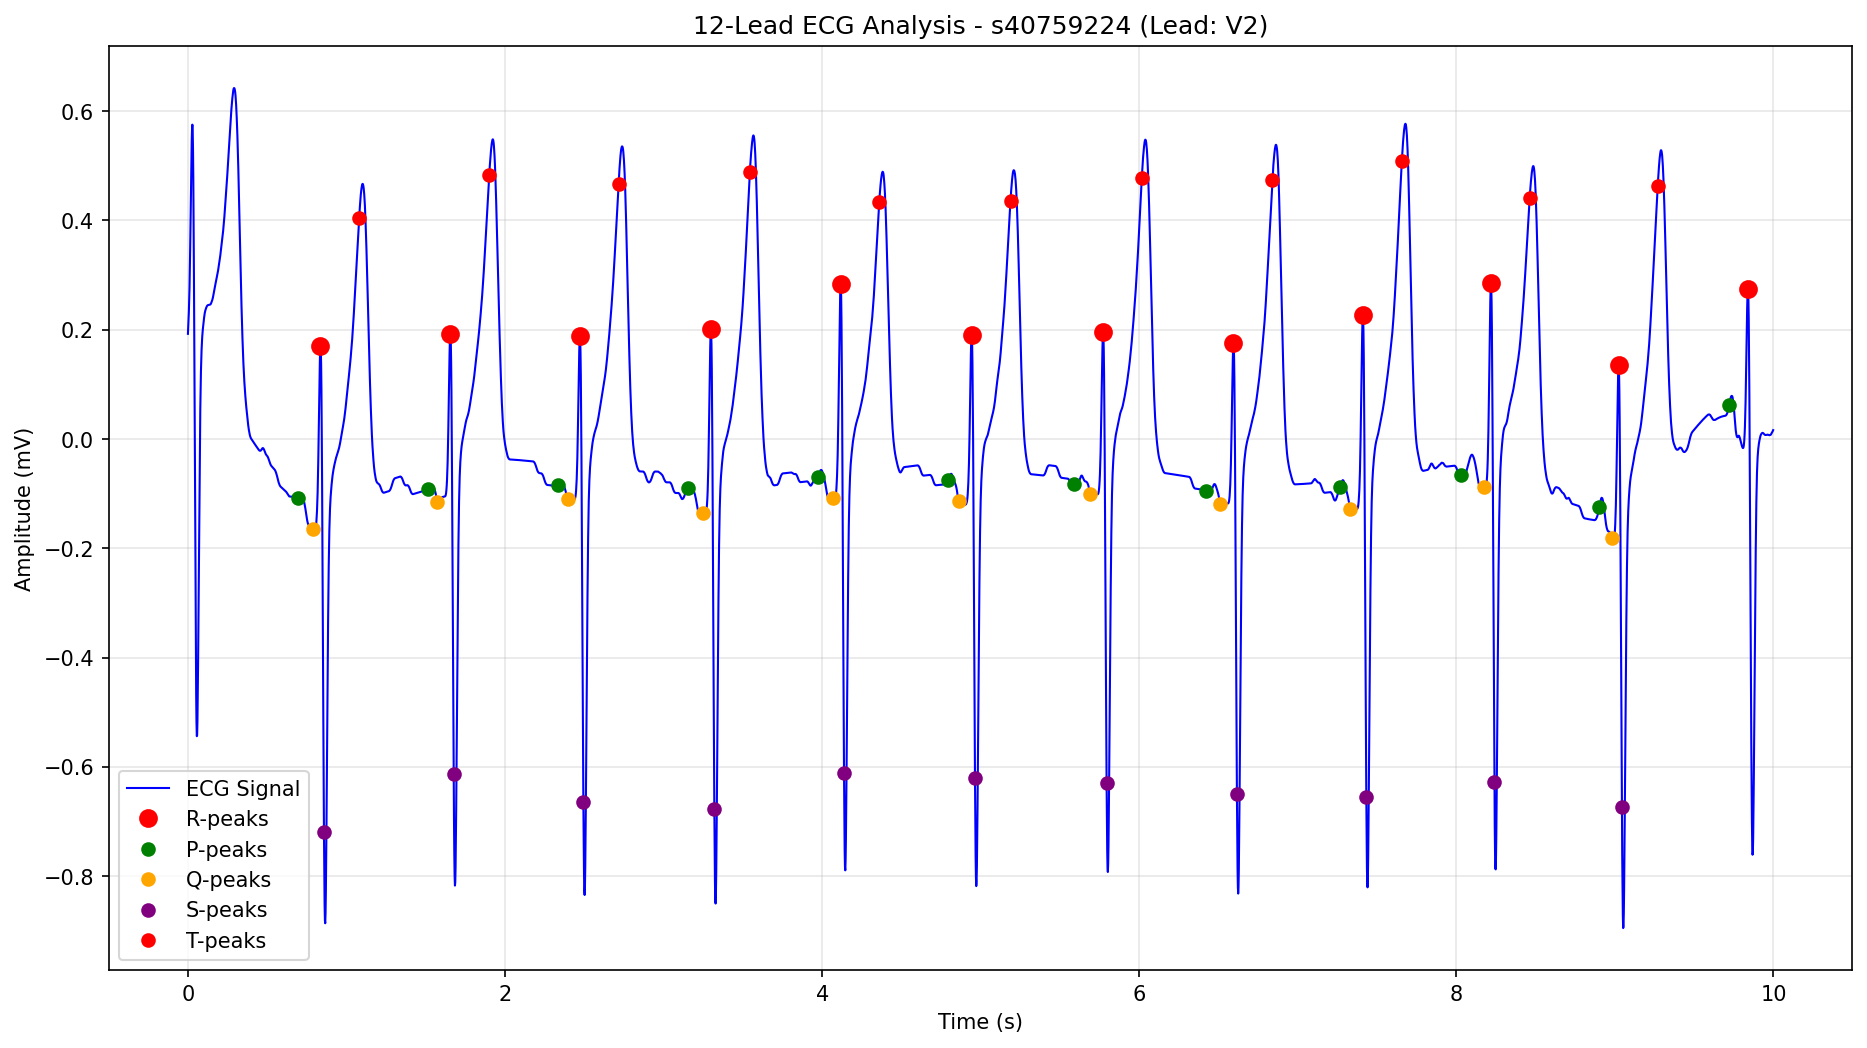 12-Lead ECG Analysis - s40759224 (Lead: V2)
Amplitude (mV)
0.6
0.4
0.2
0.0
−0.2
−0.4
−0.6
−0.8
ECG Signal
R-peaks
P-peaks
Q-peaks
S-peaks
T-peaks
0 2 4 6 8 10
Time (s)